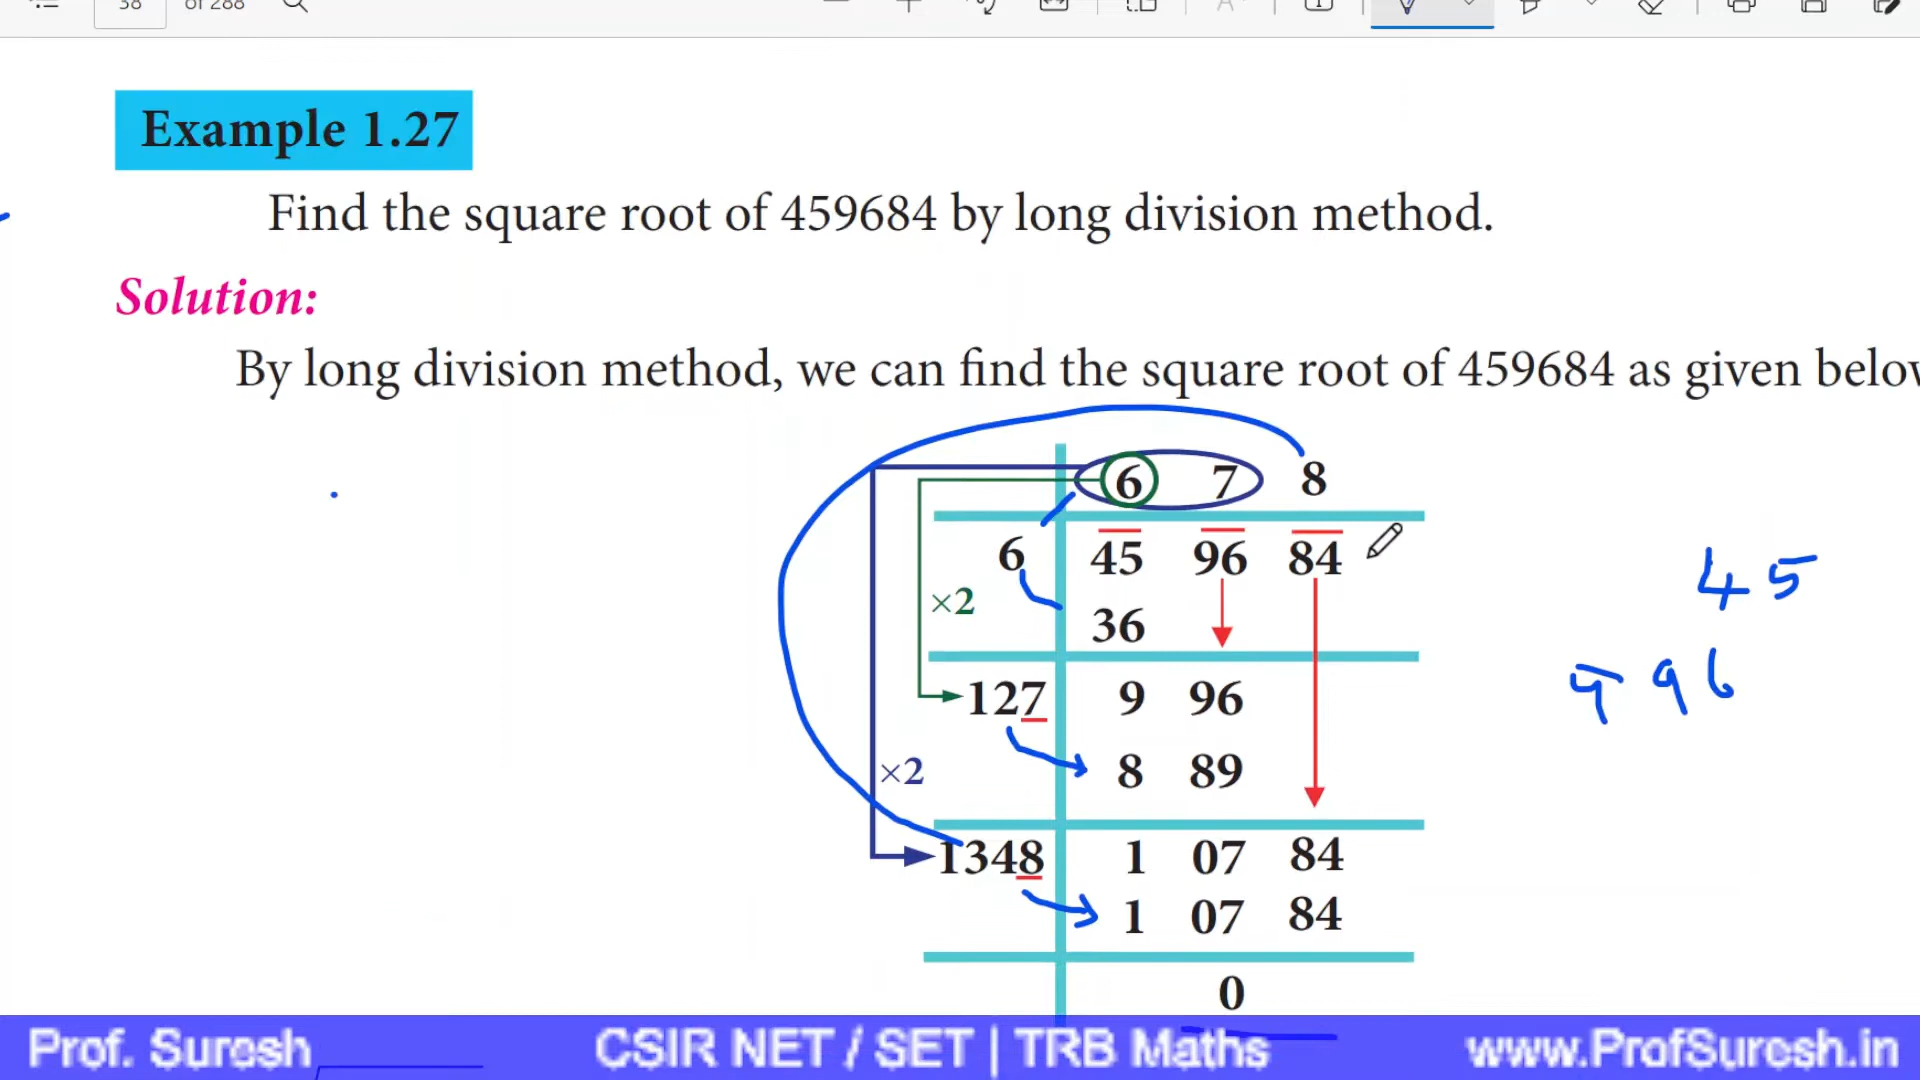 38 of 288
Example 1.27
Find the square root of 459684 by long division method.
Solution:
By long division method, we can find the square root of 459684 as given below
6 7 8
6 45 96 84
×2
36
127 9 96
×2 8 89
1348 1 07 84
1 07 84
0
45
996
Prof. Suresh CSIR NET / SET | TRB Maths www.ProfSuresh.in